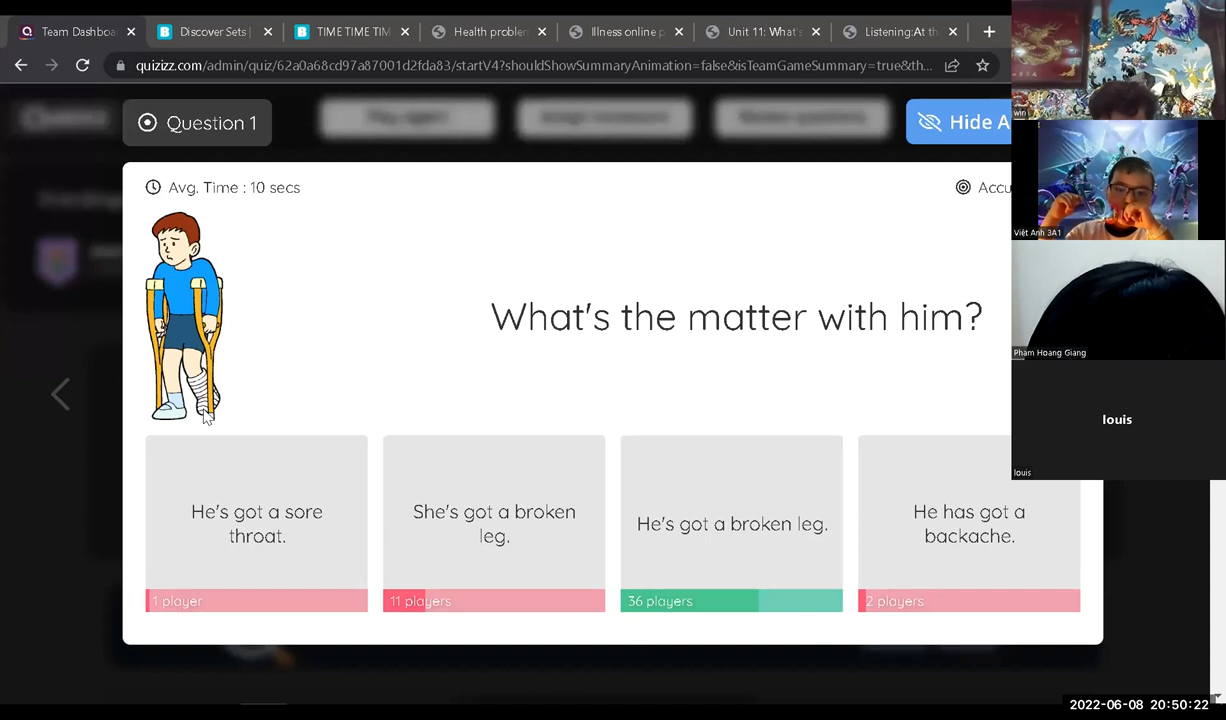 Team Dashboa
Discover Sets |
TIME TIME TIM
Health problem
Illness online p
Unit 11: What's
Listening:At th
quizizz.com/admin/quiz/62a0a68cd97a87001d2fda83/startV4?shouldShowSummaryAnimation=false&isTeamGameSummary=true&th...
Question 1
Hide A
Avg. Time : 10 secs
Accu
What's the matter with him?
He's got a sore
throat.
1 player
She's got a broken
leg.
11 players
He's got a broken leg.
36 players
He has got a
backache.
2 players
win
Việt Anh 3A1
Pham Hoang Giang
louis
louis
2022-06-08 20:50:22